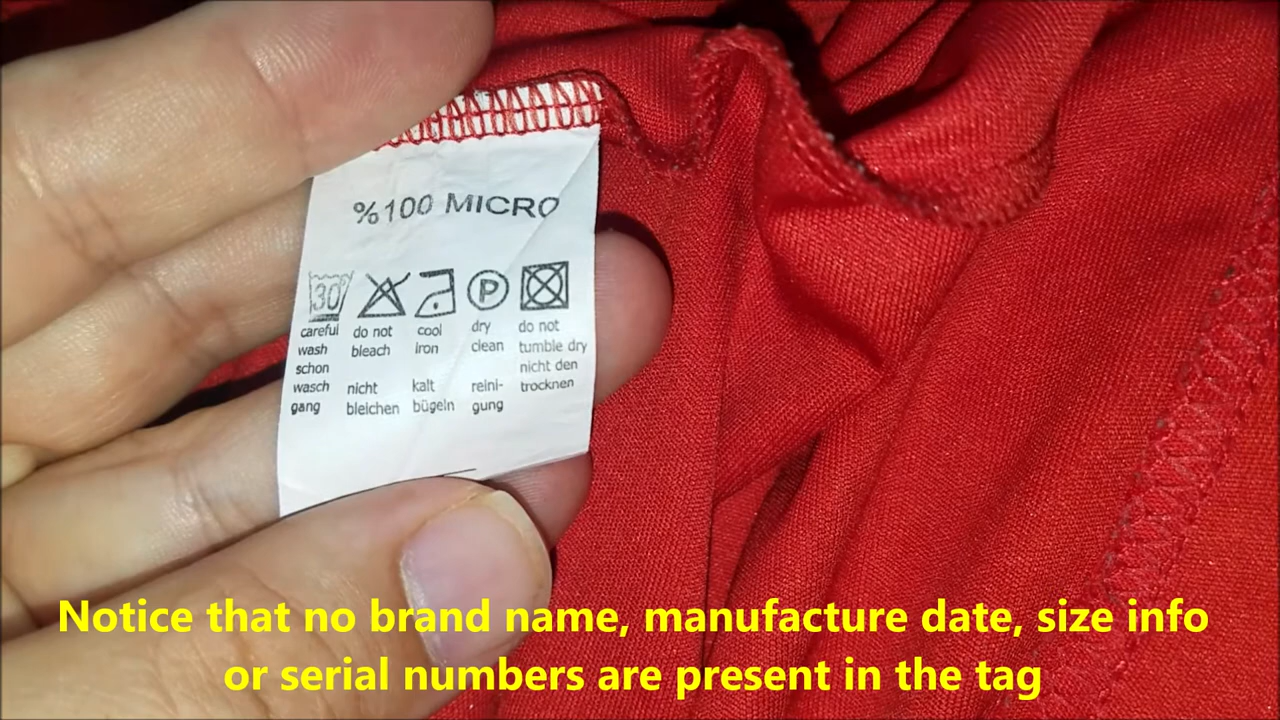 %100 MICRO
30°
P
careful wash schon wasch gang
do not bleach nicht bleichen
cool iron kalt bügeln
dry clean reini- gung
do not tumble dry nicht den trocknen
Notice that no brand name, manufacture date, size info
or serial numbers are present in the tag